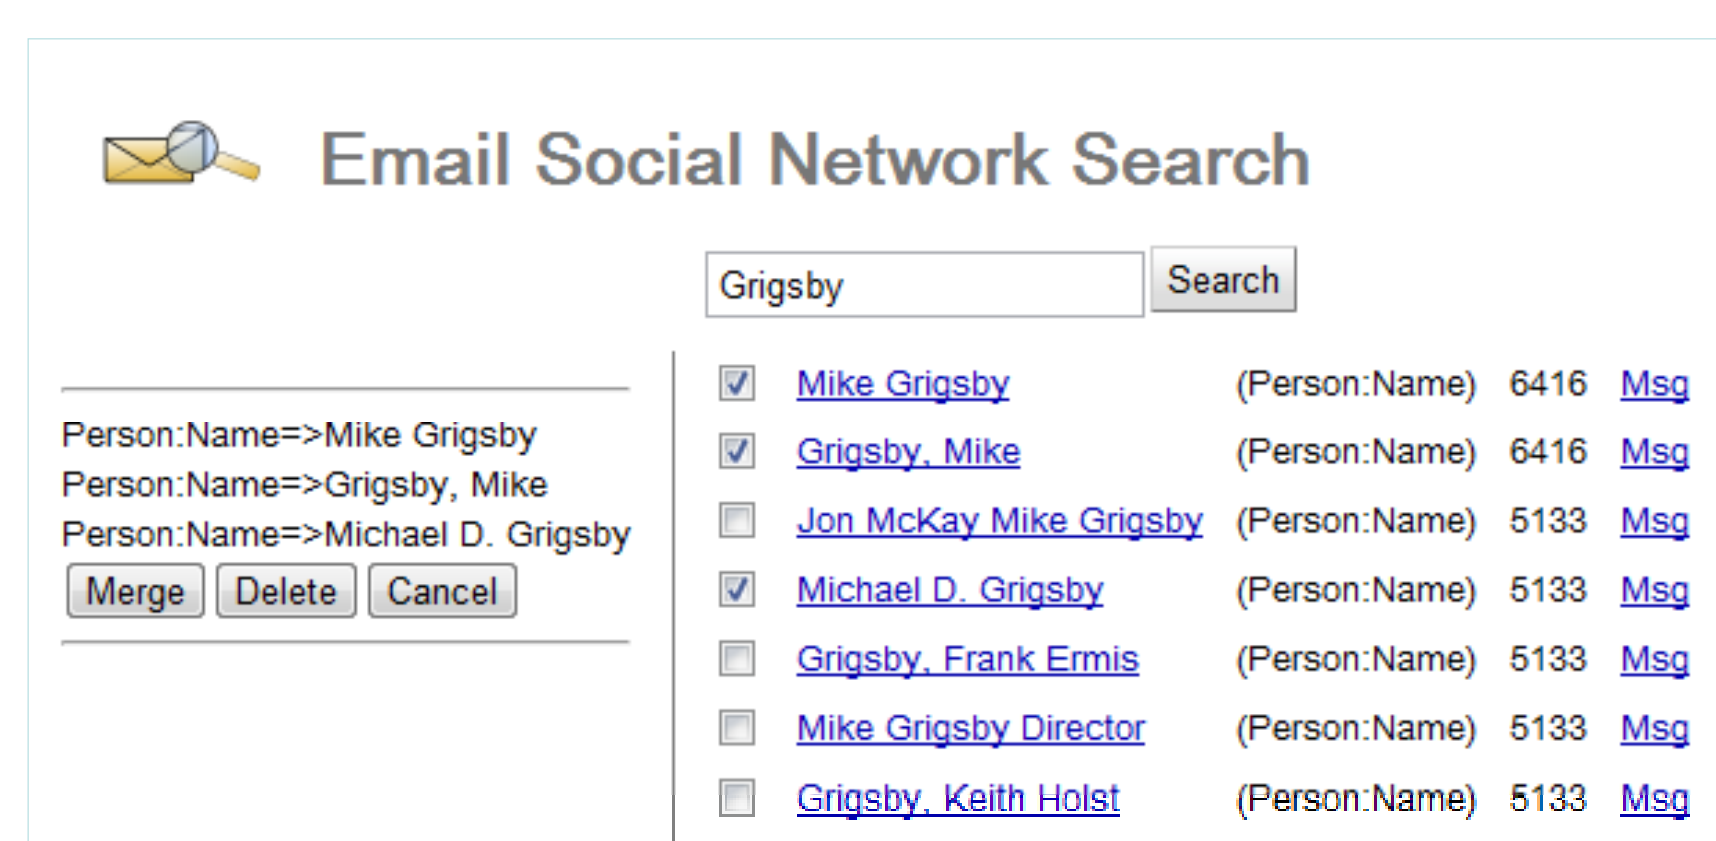 Email Social Network Search
Grigsby
Search
Person:Name=>Mike Grigsby
Person:Name=>Grigsby, Mike
Person:Name=>Michael D. Grigsby
Merge Delete Cancel
Mike Grigsby (Person:Name) 6416 Msg
Grigsby, Mike (Person:Name) 6416 Msg
Jon McKay Mike Grigsby (Person:Name) 5133 Msg
Michael D. Grigsby (Person:Name) 5133 Msg
Grigsby, Frank Ermis (Person:Name) 5133 Msg
Mike Grigsby Director (Person:Name) 5133 Msg
Grigsby, Keith Holst (Person:Name) 5133 Msg